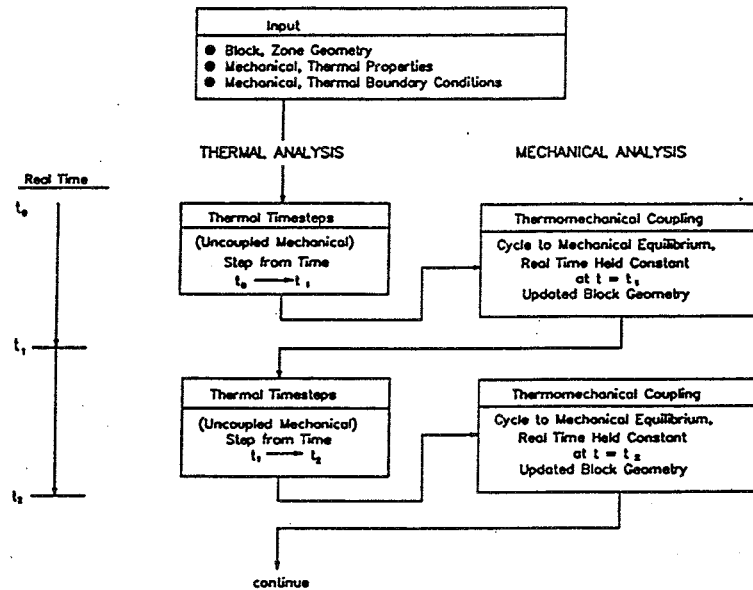 Input
● Block, Zone Geometry
● Mechanical, Thermal Properties
● Mechanical, Thermal Boundary Conditions
THERMAL ANALYSIS
MECHANICAL ANALYSIS
Real Time
t₀
Thermal Timesteps
(Uncoupled Mechanical)
Step from Time
t₀ → t₁
Thermomechanical Coupling
Cycle to Mechanical Equilibrium,
Real Time Held Constant
at t = t₁
Updated Block Geometry
t₁
Thermal Timesteps
(Uncoupled Mechanical)
Step from Time
t₁ → t₂
Thermomechanical Coupling
Cycle to Mechanical Equilibrium,
Real Time Held Constant
at t = t₂
Updated Block Geometry
t₂
continue